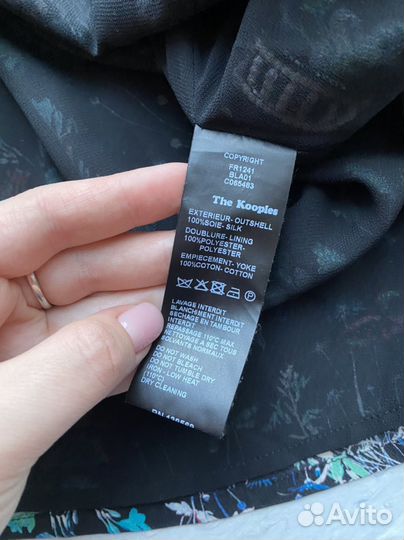 COPYRIGHT
FR1241
BLA01
C065483
The Kooples
EXTERIEUR- OUTSHELL
100%SOIE- SILK
DOUBLURE- LINING
100%POLYESTER-
POLYESTER
EMPIECEMENT- YOKE
100%COTON- COTTON
LAVAGE INTERDIT
BLANCHIMENT INTERDIT
SECHAGE EN TAMBOUR
INTERDIT
REPASSAGE 110°C MAX
NETTOYAGE A SEC TOUS
SOLVANTS NORMAUX
DO NOT WASH
DO NOT BLEACH
DO NOT TUMBLE DRY
IRON- LOW HEAT
(110°C)
DRY CLEANING
Avito